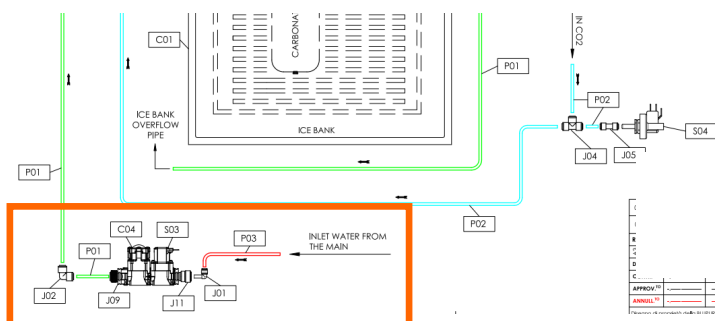 C01
CARBONA
P01
IN CO2
P02
S04
J04
J05
ICE BANK
ICE BANK
OVERFLOW
PIPE
P01
P02
C04
S03
P03
INLET WATER FROM
THE MAIN
P01
J02
J09
J11
J01
APPROV.TO
ANNULL.TO